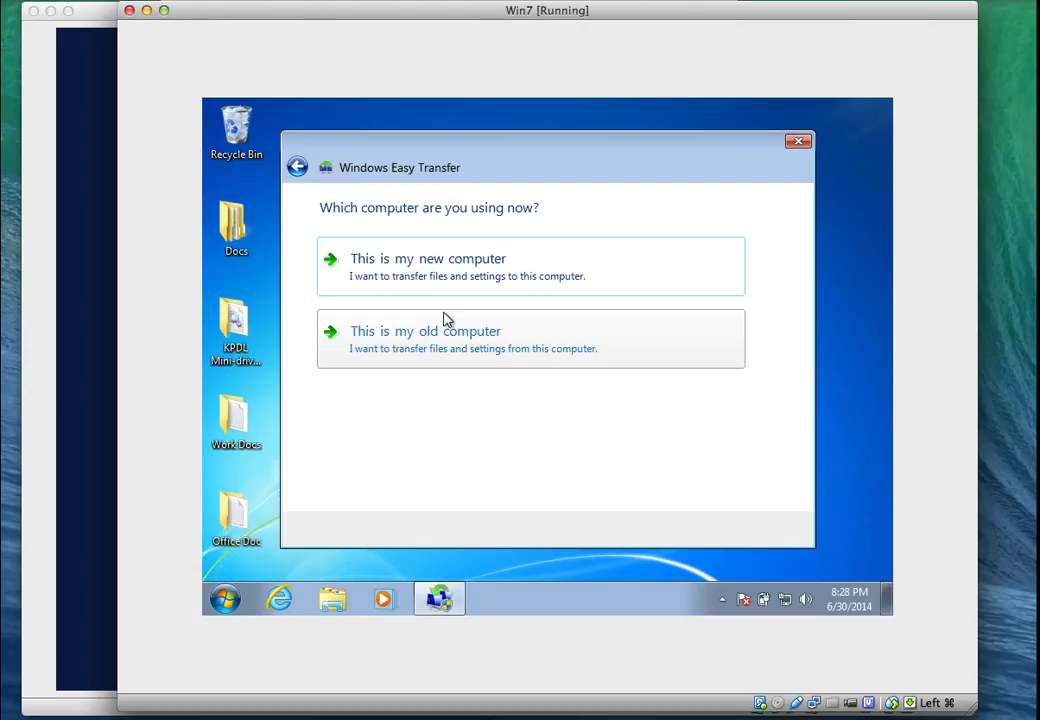 Win7 [Running]
Recycle Bin
Docs
KPDL
Mini-driv...
Work Docs
Office Doc
Windows Easy Transfer
Which computer are you using now?
This is my new computer
I want to transfer files and settings to this computer.
This is my old computer
I want to transfer files and settings from this computer.
8:28 PM
6/30/2014
Left ⌘